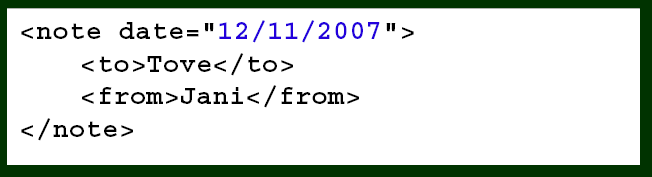 <note date="12/11/2007">
    <to>Tove</to>
    <from>Jani</from>
</note>